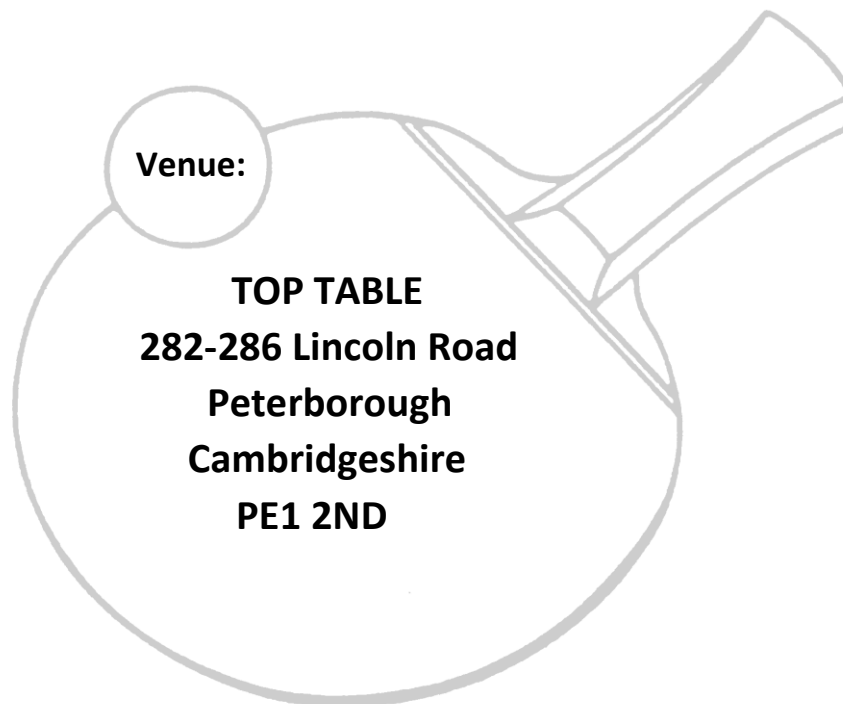 Venue:
TOP TABLE
282-286 Lincoln Road
Peterborough
Cambridgeshire
PE1 2ND